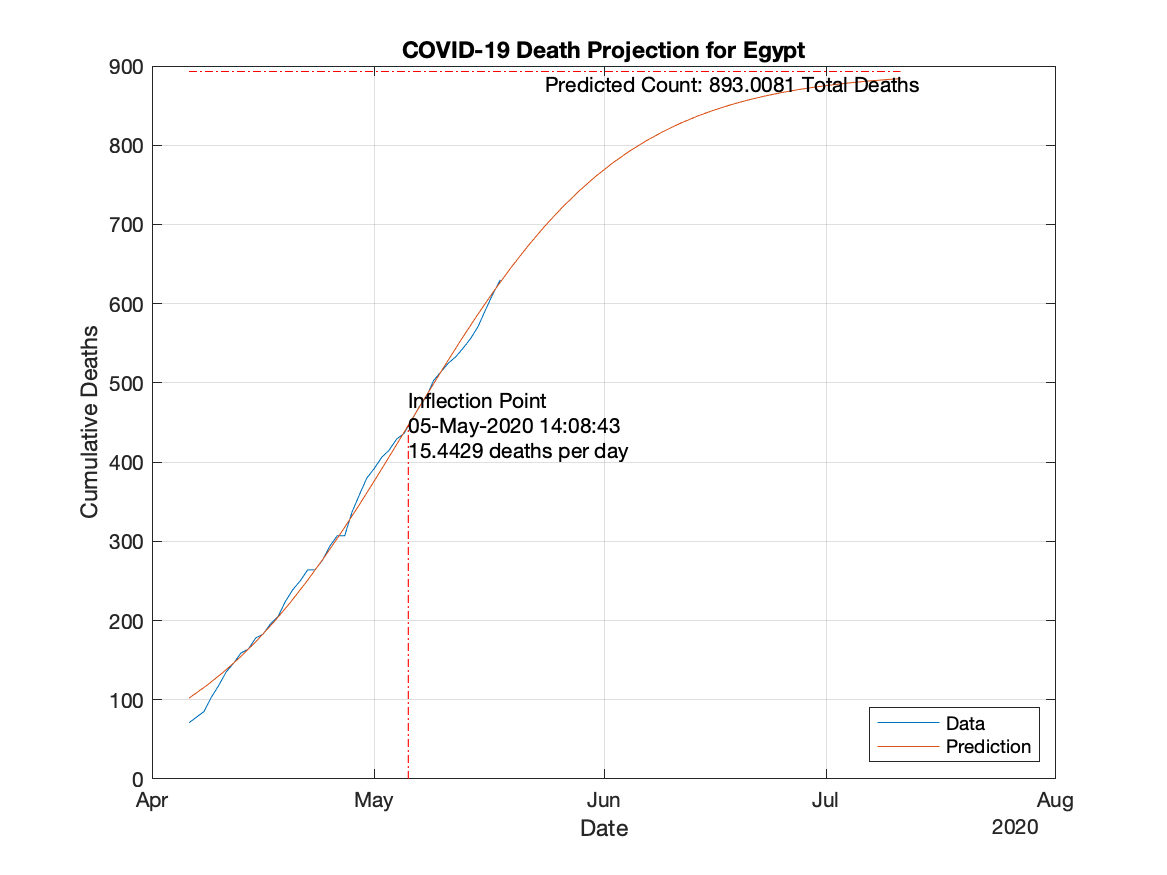 COVID-19 Death Projection for Egypt
900
Predicted Count: 893.0081 Total Deaths
800
700
600
500
Inflection Point
05-May-2020 14:08:43
15.4429 deaths per day
400
300
200
100
0
Cumulative Deaths
Data
Prediction
Apr May Jun Jul Aug
Date
2020